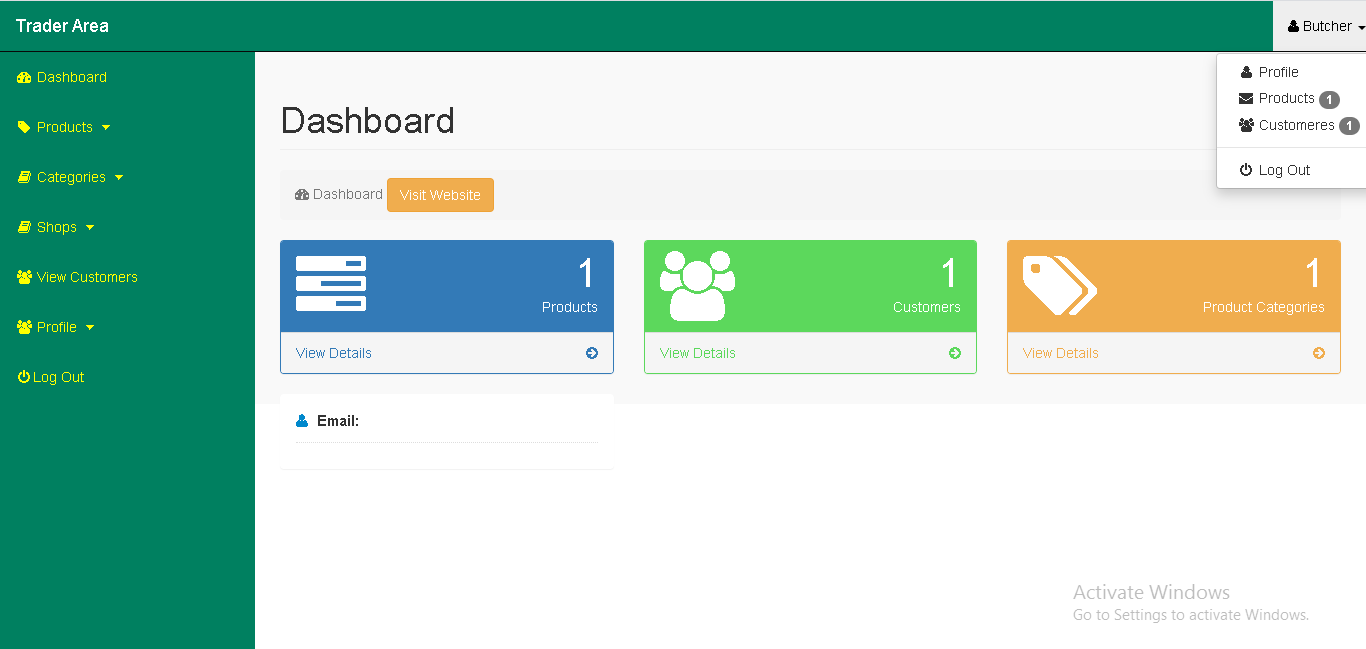 Trader Area
Butcher
Dashboard
Products
Categories
Shops
View Customers
Profile
Log Out
Profile
Products 1
Customeres 1
Log Out
Dashboard
Dashboard Visit Website
1
Products
View Details
1
Customers
View Details
1
Product Categories
View Details
Email:
Activate Windows
Go to Settings to activate Windows.